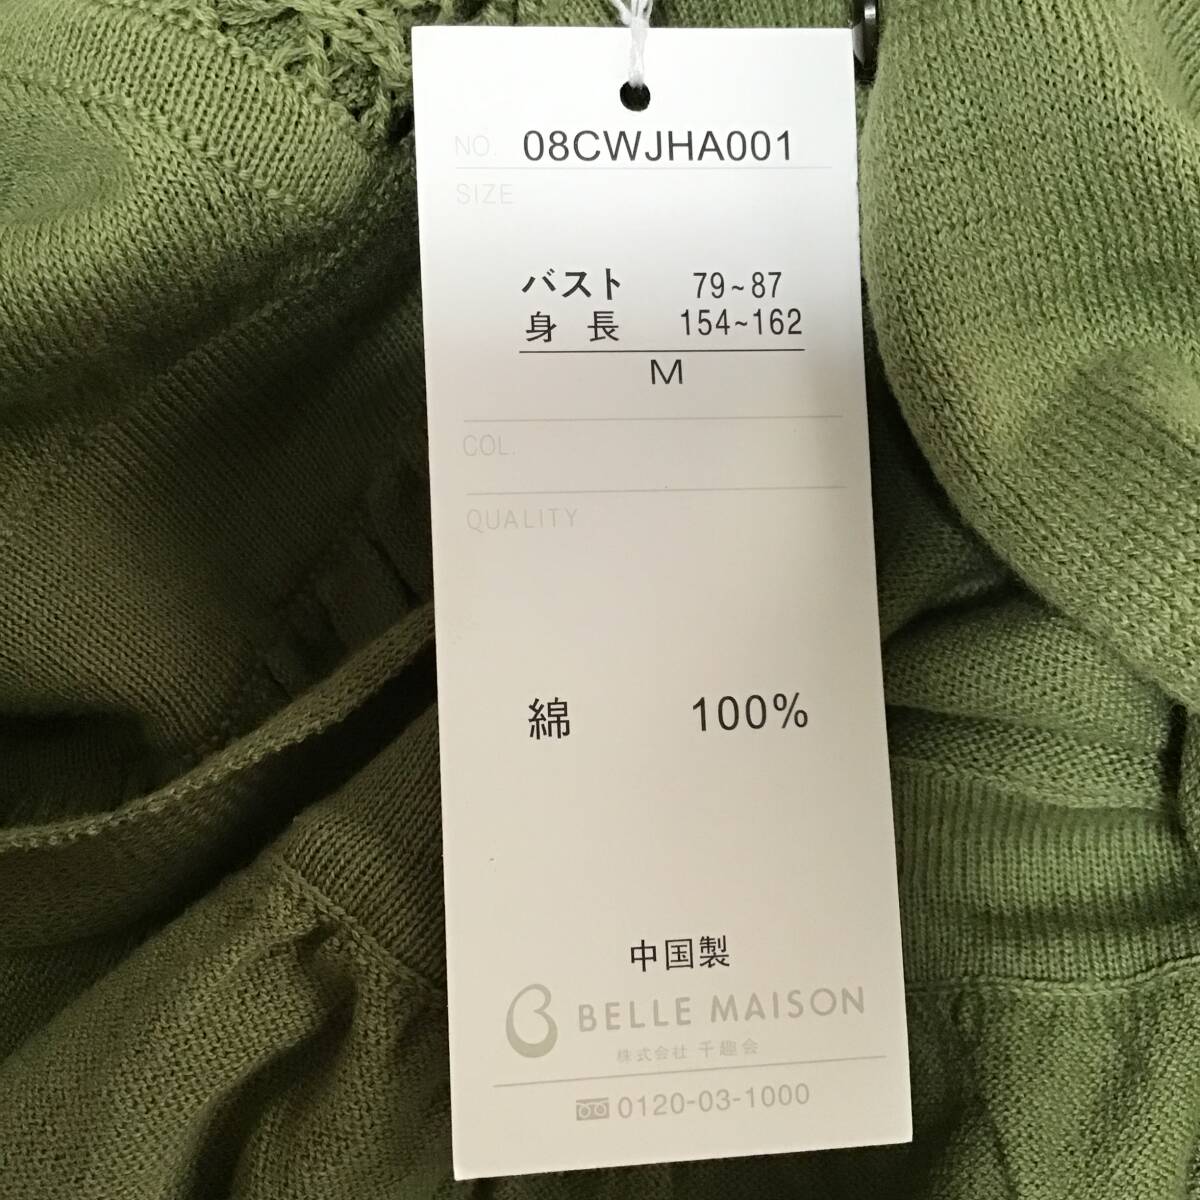 NO. 08CWJHA001
SIZE
バスト 79~87
身長 154~162
M
COL.
QUALITY
綿 100%
中国製
BELLE MAISON
株式会社 千趣会
0120-03-1000